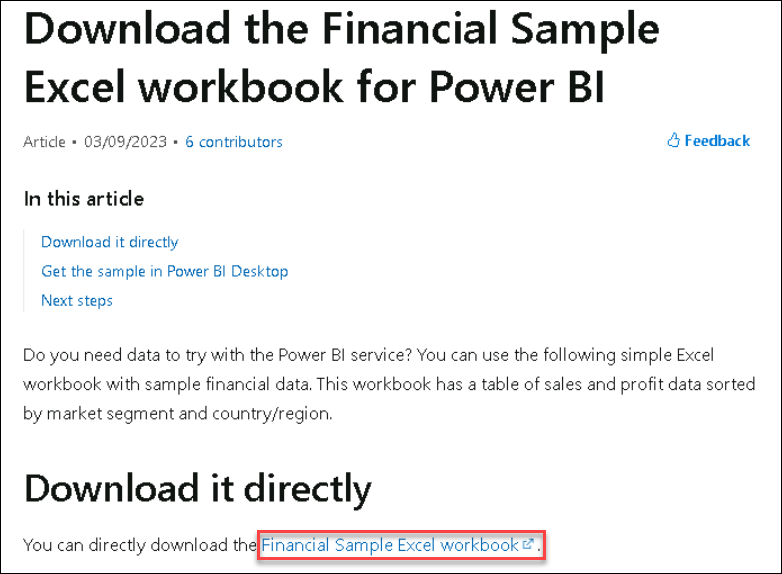 Download the Financial Sample
Excel workbook for Power BI
Article • 03/09/2023 • 6 contributors
Feedback
In this article
Download it directly
Get the sample in Power BI Desktop
Next steps
Do you need data to try with the Power BI service? You can use the following simple Excel
workbook with sample financial data. This workbook has a table of sales and profit data sorted
by market segment and country/region.
Download it directly
You can directly download the Financial Sample Excel workbook.